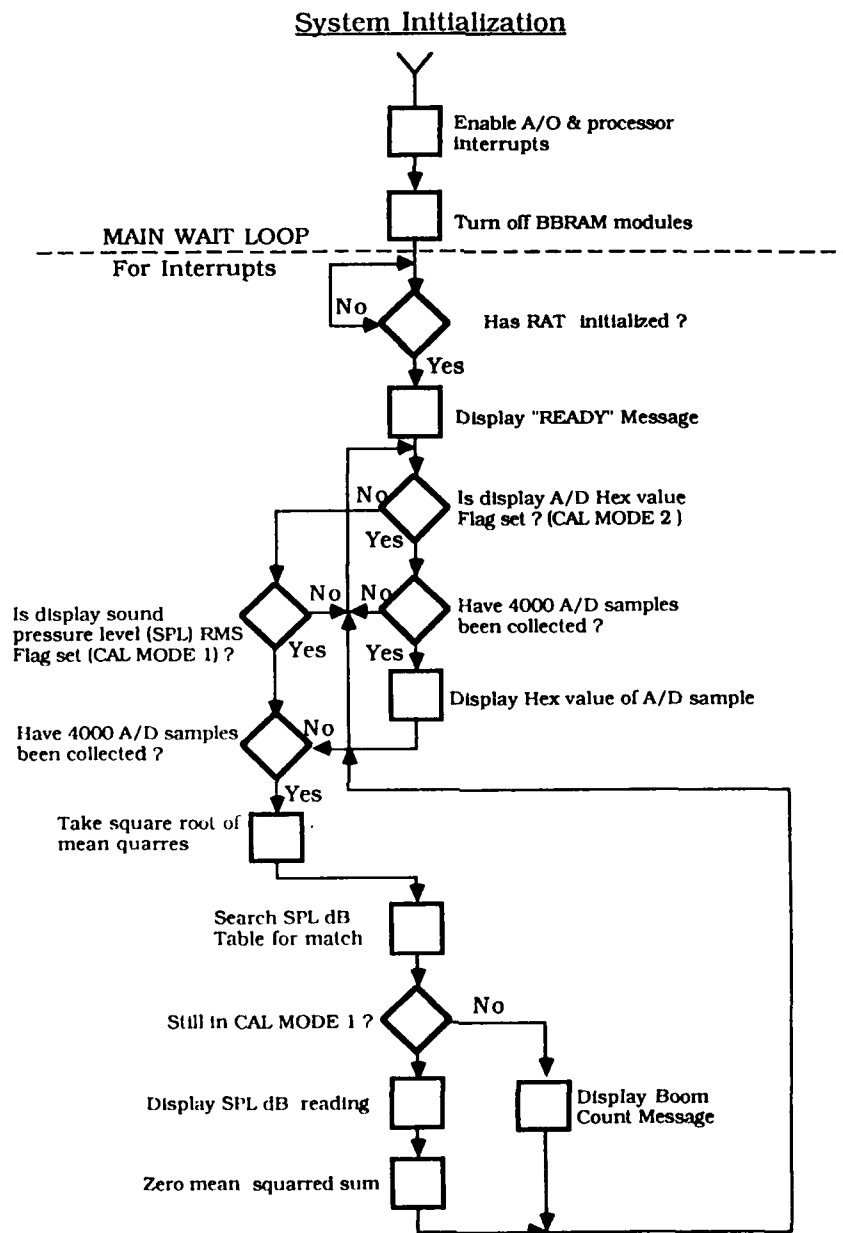 System Initialization
Enable A/O & processor
interrupts
Turn off BBRAM modules
MAIN WAIT LOOP
For Interrupts
No
Has RAT initialized ?
Yes
Display "READY" Message
No
Is display A/D Hex value
Flag set ? (CAL MODE 2 )
Yes
No
No
Have 4000 A/D samples
been collected ?
Is display sound
pressure level (SPL) RMS
Flag set (CAL MODE 1) ?
Yes
Yes
Display Hex value of A/D sample
Have 4000 A/D samples
been collected ?
No
Yes
Take square root of
mean quarres
Search SPL dB
Table for match
Still in CAL MODE 1 ?
No
Display SPL dB reading
Display Boom
Count Message
Zero mean squarred sum